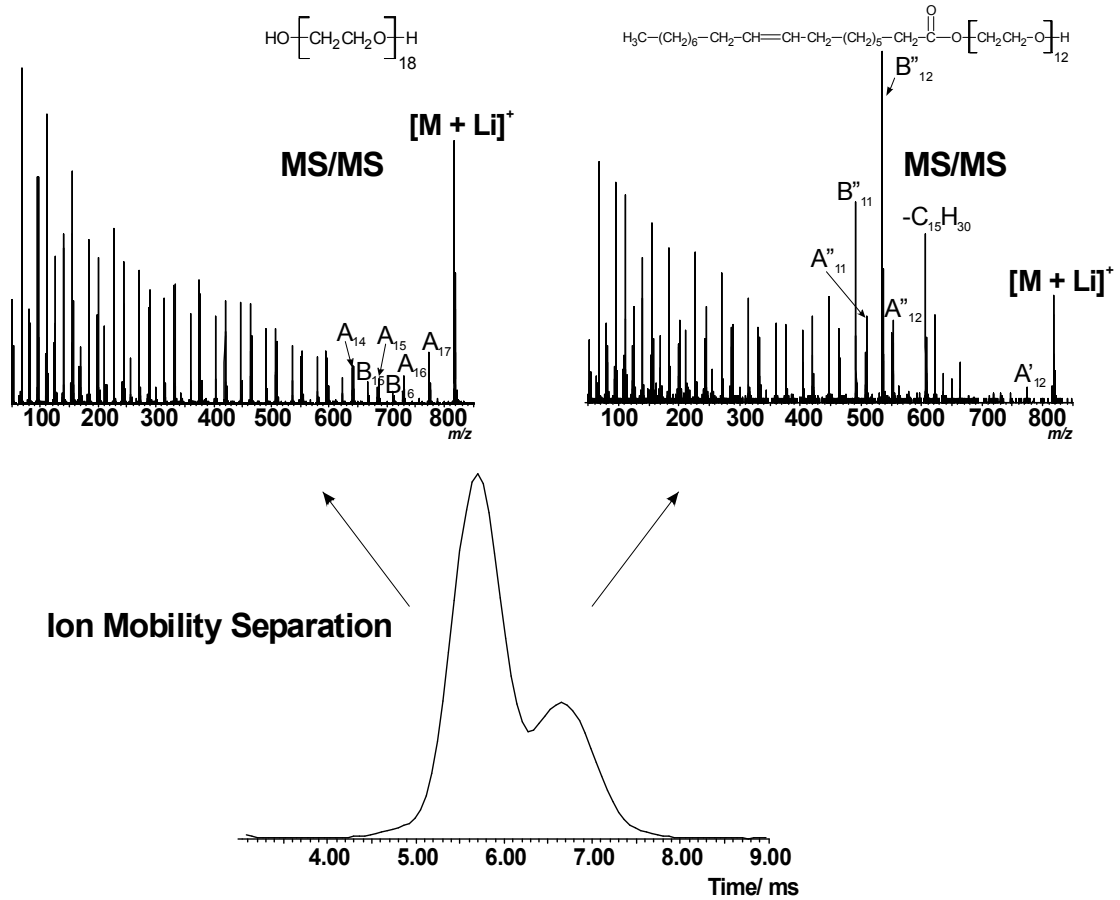 HO-[CH₂CH₂O]-H
18
H₃C-(CH₂)₆-CH₂-CH=CH-CH₂-(CH₂)₅-CH₂-C-O-[CH₂CH₂-O]-H
O
12
MS/MS
[M + Li]⁺
A₁₄
B₁₅
A₁₅
B₁₆
A₁₆
A₁₇
100 200 300 400 500 600 700 800
m/z
B"₁₂
MS/MS
B"₁₁
-C₁₅H₃₀
A"₁₁
A"₁₂
[M + Li]⁺
A'₁₂
100 200 300 400 500 600 700 800
m/z
Ion Mobility Separation
4.00 5.00 6.00 7.00 8.00 9.00
Time/ ms